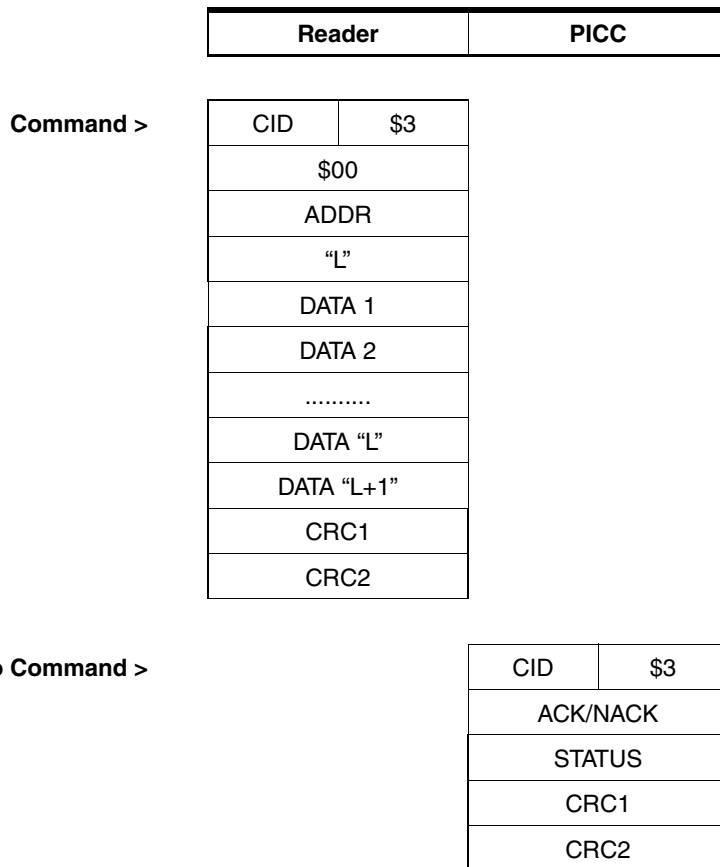 Reader PICC
Command > CID $3
$00
ADDR
“L”
DATA 1
DATA 2
..........
DATA “L”
DATA “L+1”
CRC1
CRC2
Command > CID $3
ACK/NACK
STATUS
CRC1
CRC2